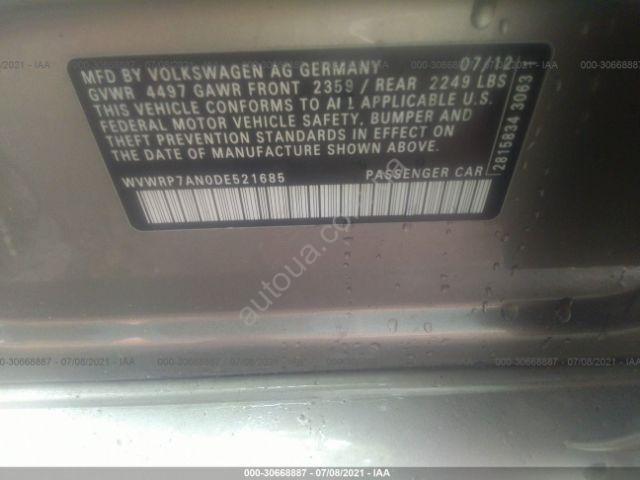 MFD BY VOLKSWAGEN AG GERMANY 07/12
GVWR 4497 GAWR FRONT 2359 / REAR 2249 LBS
THIS VEHICLE CONFORMS TO ALL APPLICABLE U.S.
FEDERAL MOTOR VEHICLE SAFETY, BUMPER AND
THEFT PREVENTION STANDARDS IN EFFECT ON
THE DATE OF MANUFACTURE SHOWN ABOVE.
WVWRP7AN0DE521685 PASSENGER CAR
2815834 3063
autoua.com
000-30668887 - 07/08/2021 - IAA